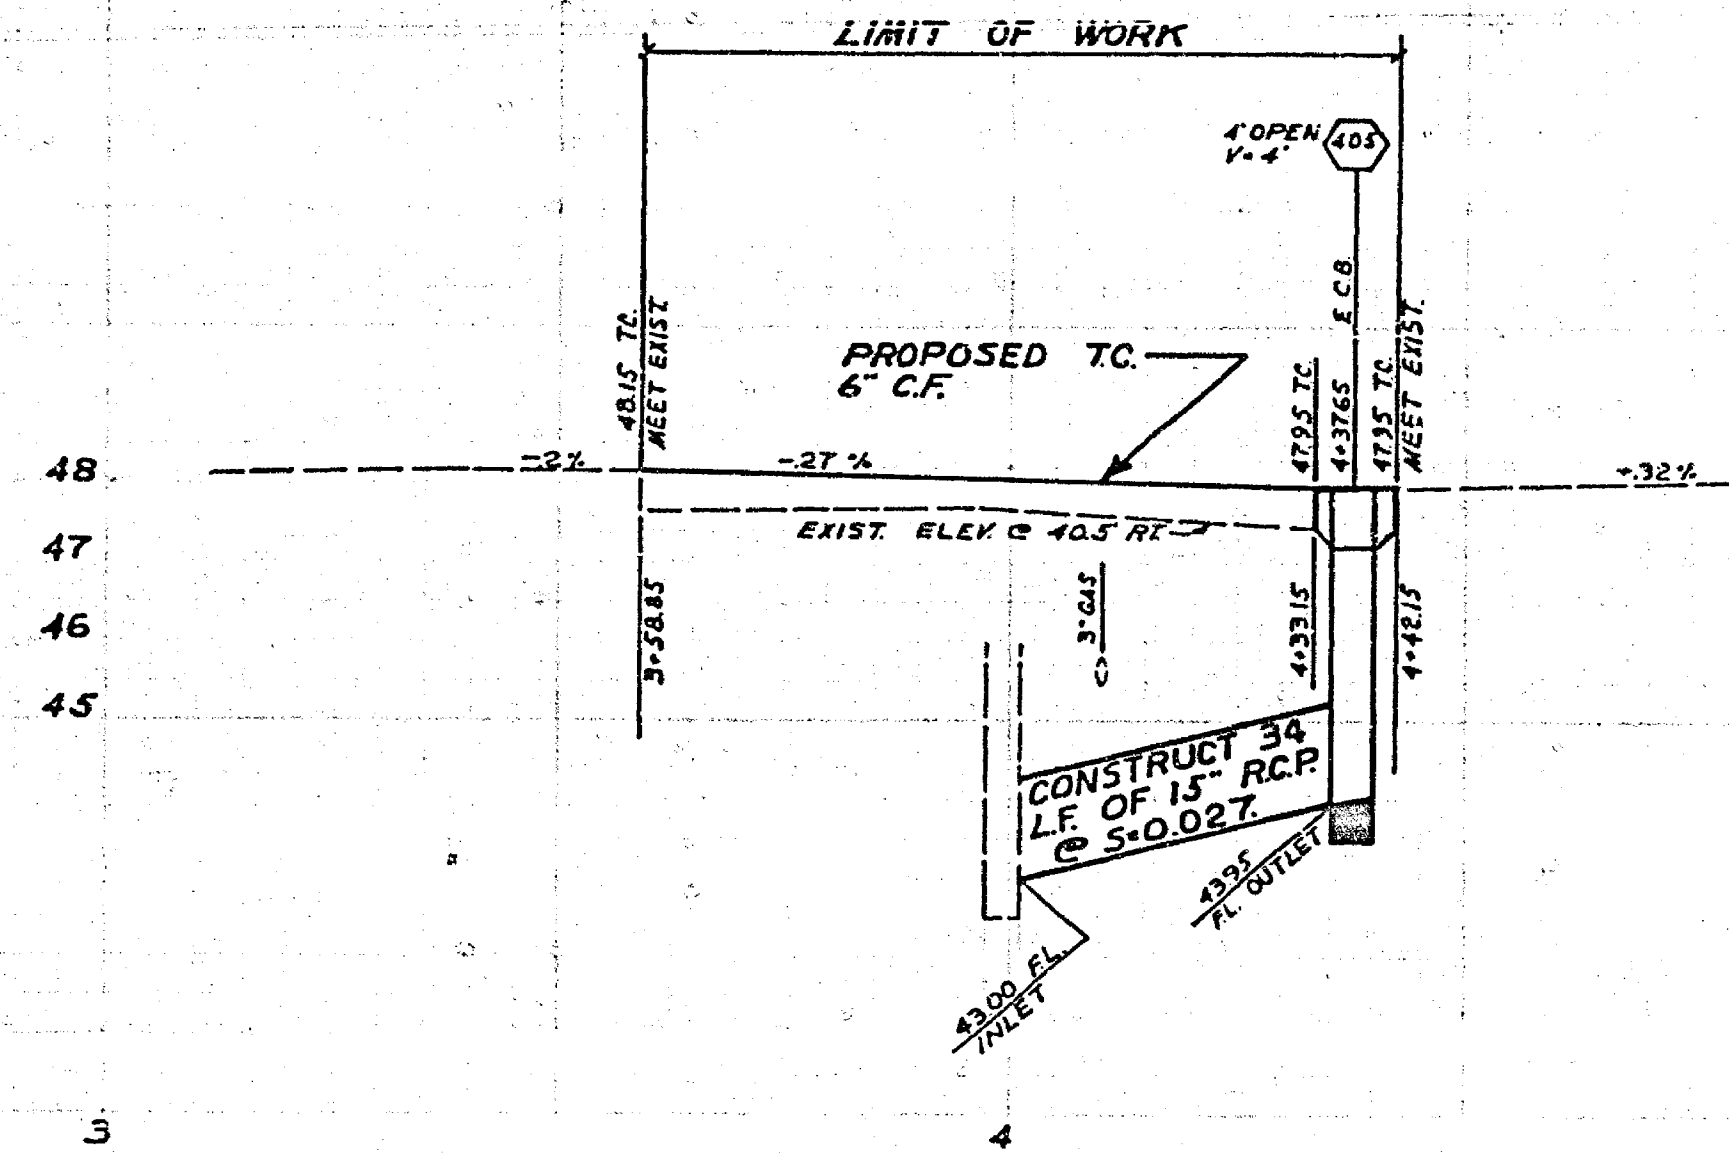 LIMIT OF WORK
4' OPEN
V=4'
405
48.15 TC.
MEET EXIST.
PROPOSED T.C.
6" C.F.
47.95 TC
4+37.65 E C.B.
47.95 TC.
MEET EXIST.
48
-.2%
-.27 %
+.32%
EXIST. ELEV. @ 40.5 RT.
47
46
45
3+58.85
3" GAS
4+33.15
4+42.15
CONSTRUCT 34
L.F. OF 15" R.C.P.
@ S=0.027.
43.95
F.L. OUTLET
43.00 F.L.
INLET
3
4